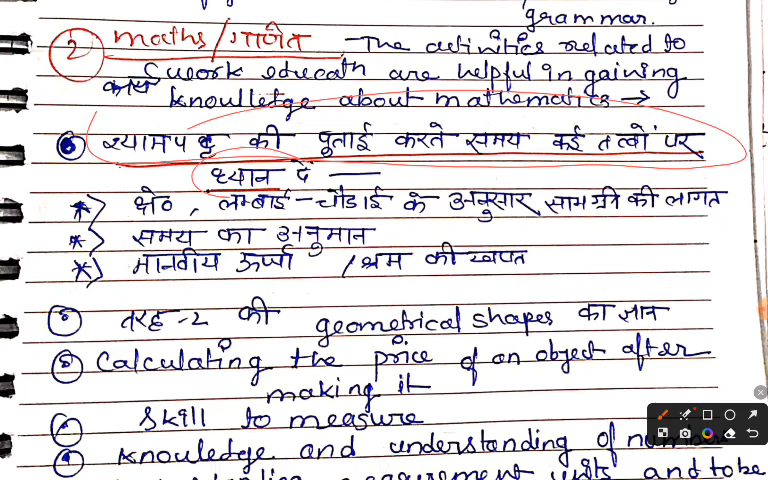 grammar.
2 maths/गणित The activities related to
work educatn are helpful in gaining
knowledge about mathematics →
श्यामपट्ट की पुताई करते समय कई तत्वों पर
ध्यान दें —
क्षेत्र, लम्बाई-चौडाई के अनुसार, सामग्री की लागत
समय का अनुमान
मानवीय ऊर्जा /श्रम की खपत
तरह-2 की geometrical shapes का ज्ञान
Calculating the price of an object after
making it
skill to measure
knowledge and understanding of number
measurement units and to be